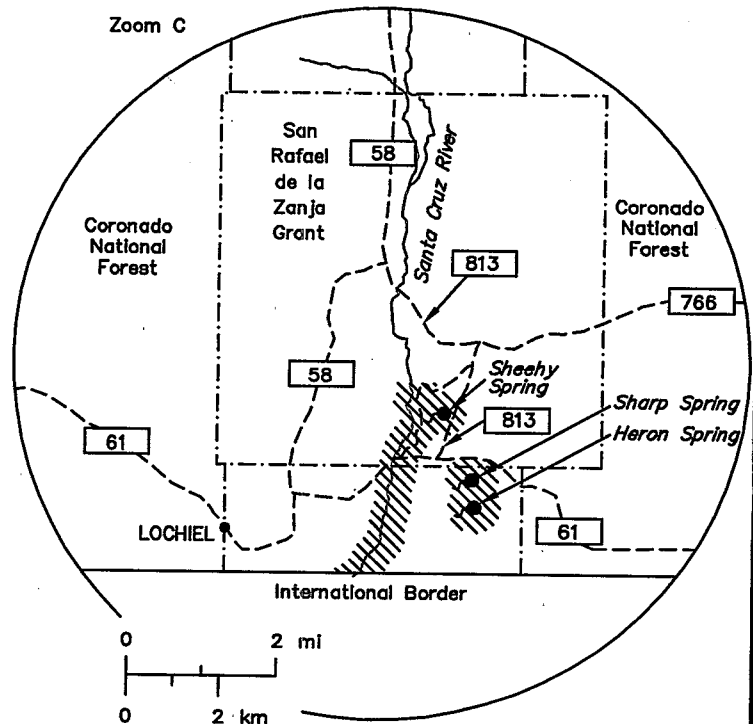 Zoom C
San
Rafael
de la
Zanja
Grant
58
Santa Cruz River
Coronado
National
Forest
Coronado
National
Forest
813
766
58
Sheehy
Spring
Sharp Spring
813
Heron Spring
61
LOCHIEL
61
International Border
0 2 mi
0 2 km